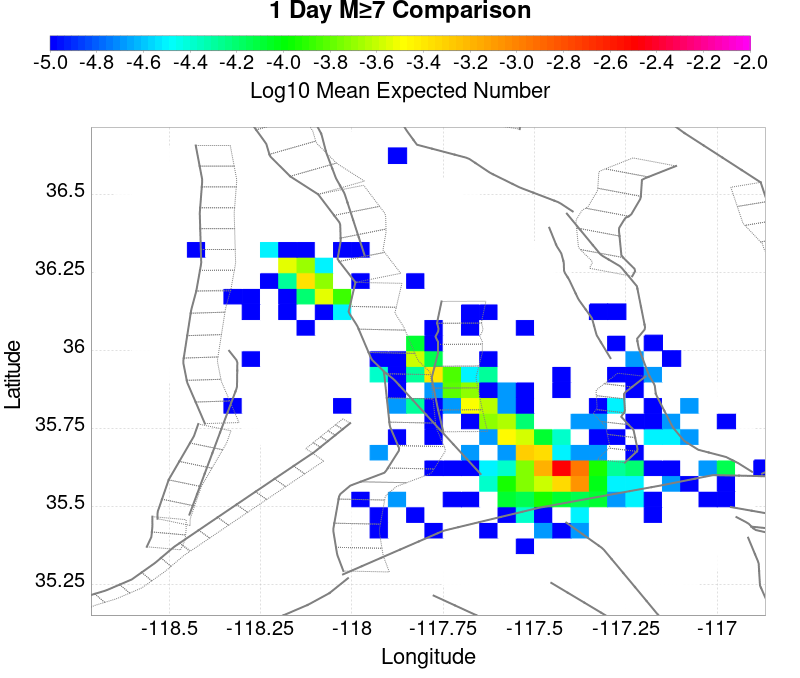 1 Day M≥7 Comparison
-5.0 -4.8 -4.6 -4.4 -4.2 -4.0 -3.8 -3.6 -3.4 -3.2 -3.0 -2.8 -2.6 -2.4 -2.2 -2.0
Log10 Mean Expected Number
36.5
36.25
36
35.75
35.5
35.25
Latitude
-118.5 -118.25 -118 -117.75 -117.5 -117.25 -117
Longitude